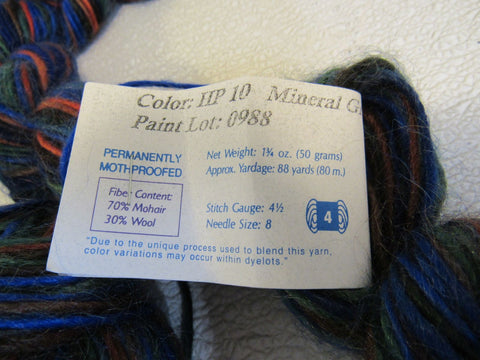 Color: HP 10 Mineral
Paint Lot: 0988
PERMANENTLY
MOTHPROOFED
Fiber Content:
70% Mohair
30% Wool
Net Weight: 1¾ oz. (50 grams)
Approx. Yardage: 88 yards (80 m.)
Stitch Gauge: 4½
Needle Size: 8
4
"Due to the unique process used to blend this yarn,
color variations may occur within dyelots."